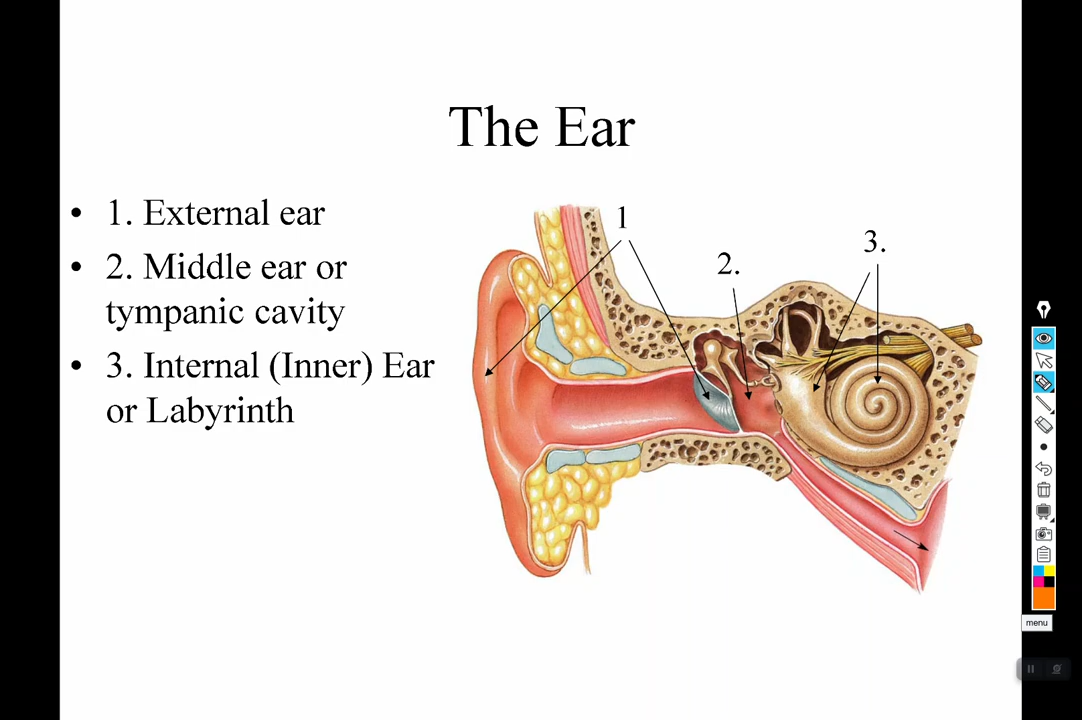 The Ear
• 1. External ear
• 2. Middle ear or
tympanic cavity
• 3. Internal (Inner) Ear
or Labyrinth
1
2.
3.
menu